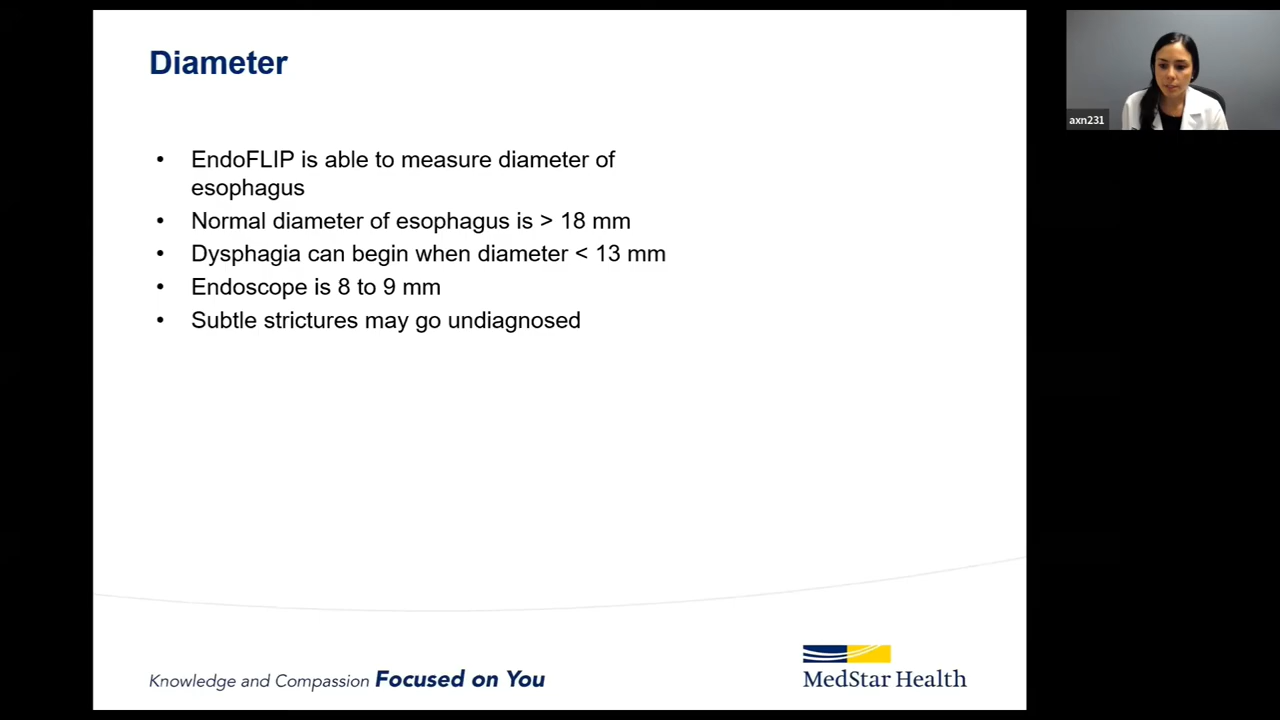 Diameter
• EndoFLIP is able to measure diameter of
esophagus
• Normal diameter of esophagus is > 18 mm
• Dysphagia can begin when diameter < 13 mm
• Endoscope is 8 to 9 mm
• Subtle strictures may go undiagnosed
Knowledge and Compassion Focused on You
MedStar Health
axn231